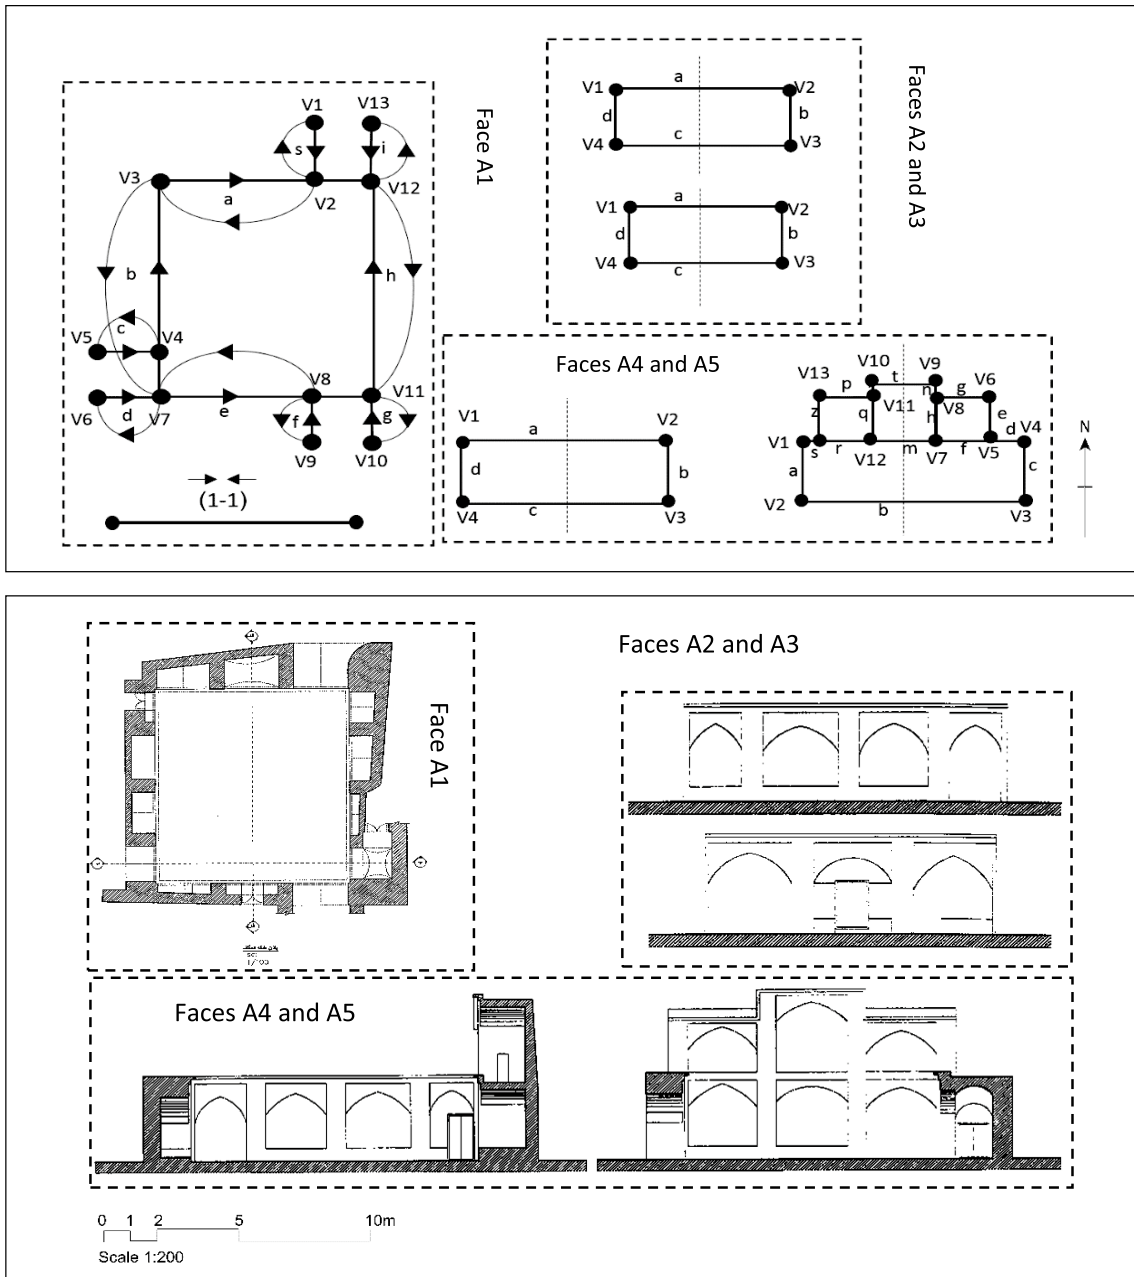 Face A1
V1 V13
s i
V3 V2 V12
a
b h
V5 c V4
V6 d V7 e V8 V11
f g
V9 V10
(1-1)
Faces A2 and A3
V1 a V2
d b
V4 c V3
V1 a V2
d b
V4 c V3
Faces A4 and A5
V1 a V2
d b
V4 c V3
V10 t V9
V13 p V11 n V8 g V6
z q h e
V1 s r V12 m V7 f V5 d V4
a c
V2 b V3
N
Face A1
Faces A2 and A3
Faces A4 and A5
0 1 2 5 10m
Scale 1:200